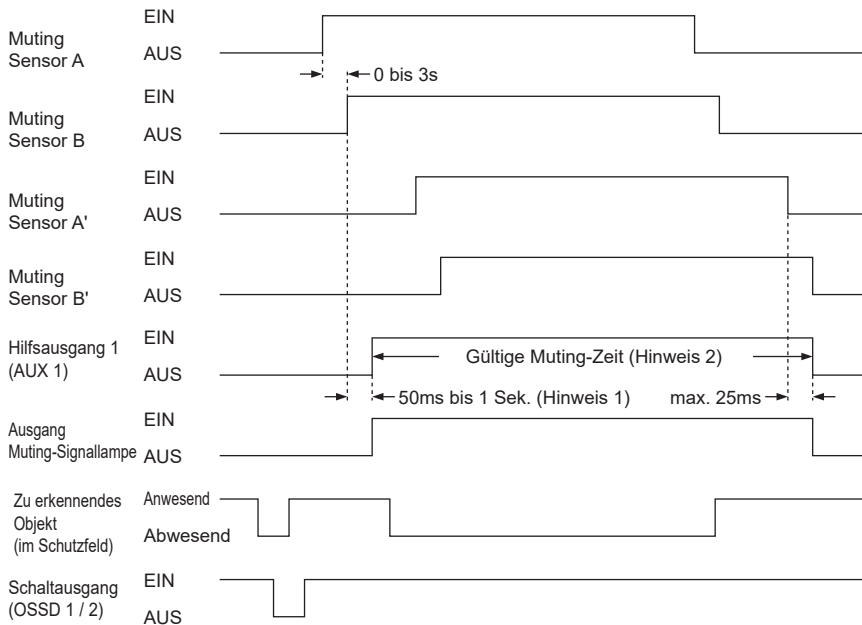 EIN
Muting
Sensor A
AUS
0 bis 3s
EIN
Muting
Sensor B
AUS
EIN
Muting
Sensor A'
AUS
EIN
Muting
Sensor B'
AUS
EIN
Hilfsausgang 1
(AUX 1)
Gültige Muting-Zeit (Hinweis 2)
AUS
50ms bis 1 Sek. (Hinweis 1)
max. 25ms
EIN
Ausgang
Muting-Signallampe
AUS
Zu erkennendes
Objekt
(im Schutzfeld)
Anwesend
Abwesend
EIN
Schaltausgang
(OSSD 1 / 2)
AUS